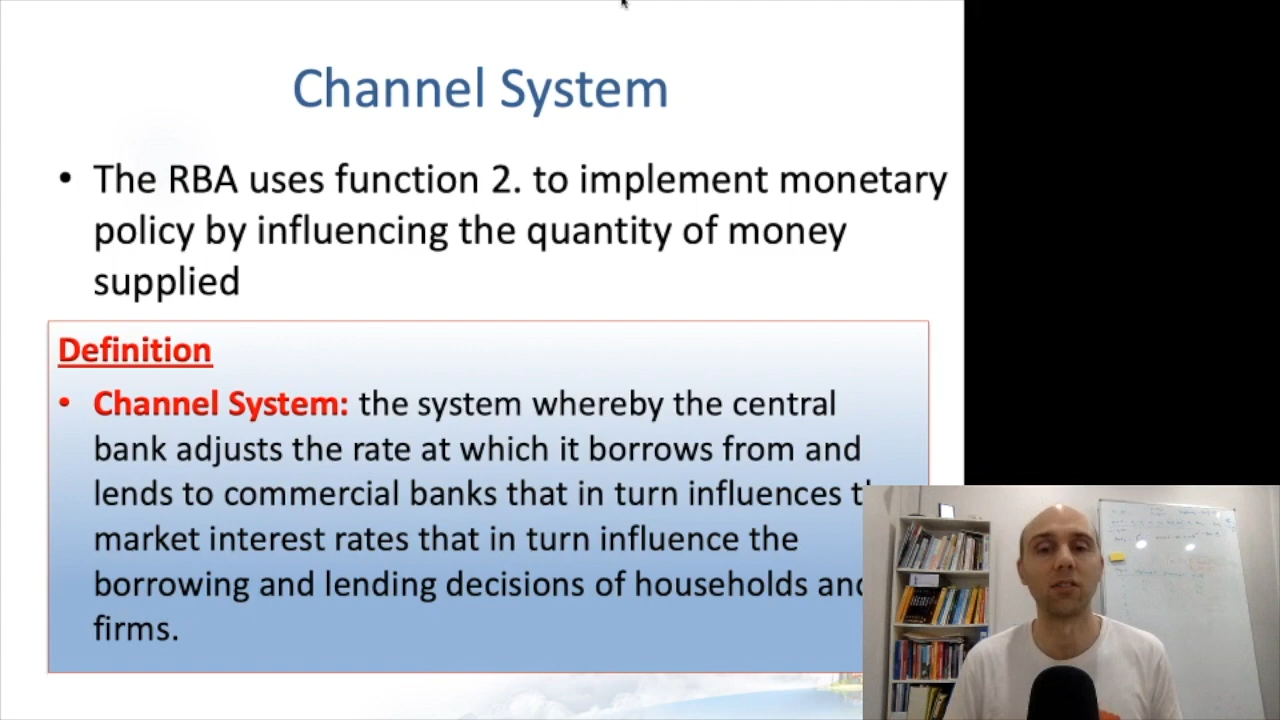 Channel System
• The RBA uses function 2. to implement monetary
policy by influencing the quantity of money
supplied
Definition
• Channel System: the system whereby the central
bank adjusts the rate at which it borrows from and
lends to commercial banks that in turn influences
market interest rates that in turn influence the
borrowing and lending decisions of households and
firms.